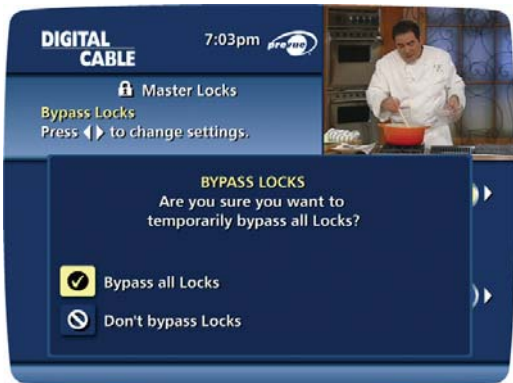 DIGITAL
CABLE
7:03pm prevue
Master Locks
Bypass Locks
Press to change settings.
BYPASS LOCKS
Are you sure you want to
temporarily bypass all Locks?
Bypass all Locks
Don't bypass Locks